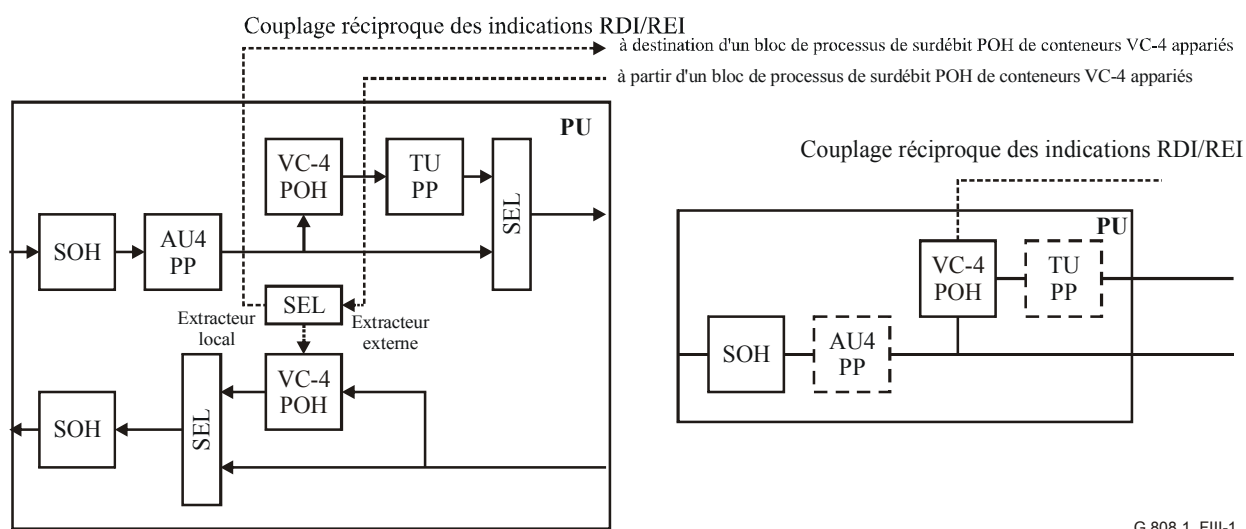 Couplage réciproque des indications RDI/REI
à destination d'un bloc de processus de surdébit POH de conteneurs VC-4 appariés
à partir d'un bloc de processus de surdébit POH de conteneurs VC-4 appariés
PU
VC-4
POH
TU
PP
SEL
SOH
AU4
PP
SEL
Extracteur
local
Extracteur
externe
VC-4
POH
SEL
SOH
Couplage réciproque des indications RDI/REI
PU
VC-4
POH
TU
PP
SOH
AU4
PP
G.808.1_FIII-1